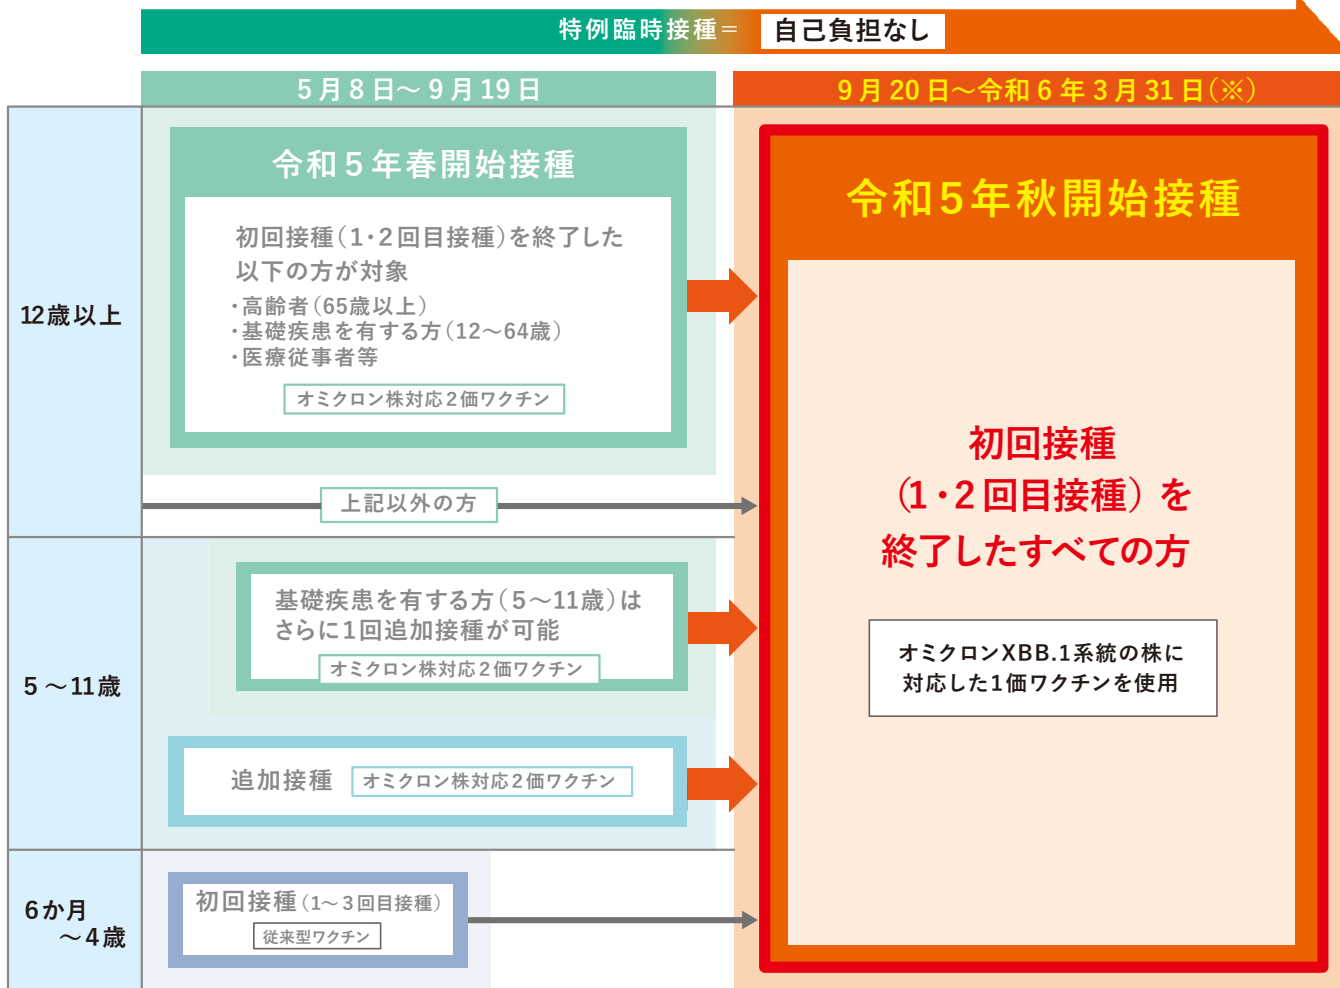 特例臨時接種= 自己負担なし
5月8日〜9月19日
9月20日〜令和6年3月31日(※)
12歳以上
令和5年春開始接種
初回接種(1・2回目接種)を終了した
以下の方が対象
・高齢者(65歳以上)
・基礎疾患を有する方(12〜64歳)
・医療従事者等
オミクロン株対応2価ワクチン
上記以外の方
5〜11歳
基礎疾患を有する方(5〜11歳)は
さらに1回追加接種が可能
オミクロン株対応2価ワクチン
追加接種 オミクロン株対応2価ワクチン
6か月
〜4歳
初回接種(1〜3回目接種)
従来型ワクチン
令和5年秋開始接種
初回接種
(1・2回目接種)を
終了したすべての方
オミクロンXBB.1系統の株に
対応した1価ワクチンを使用